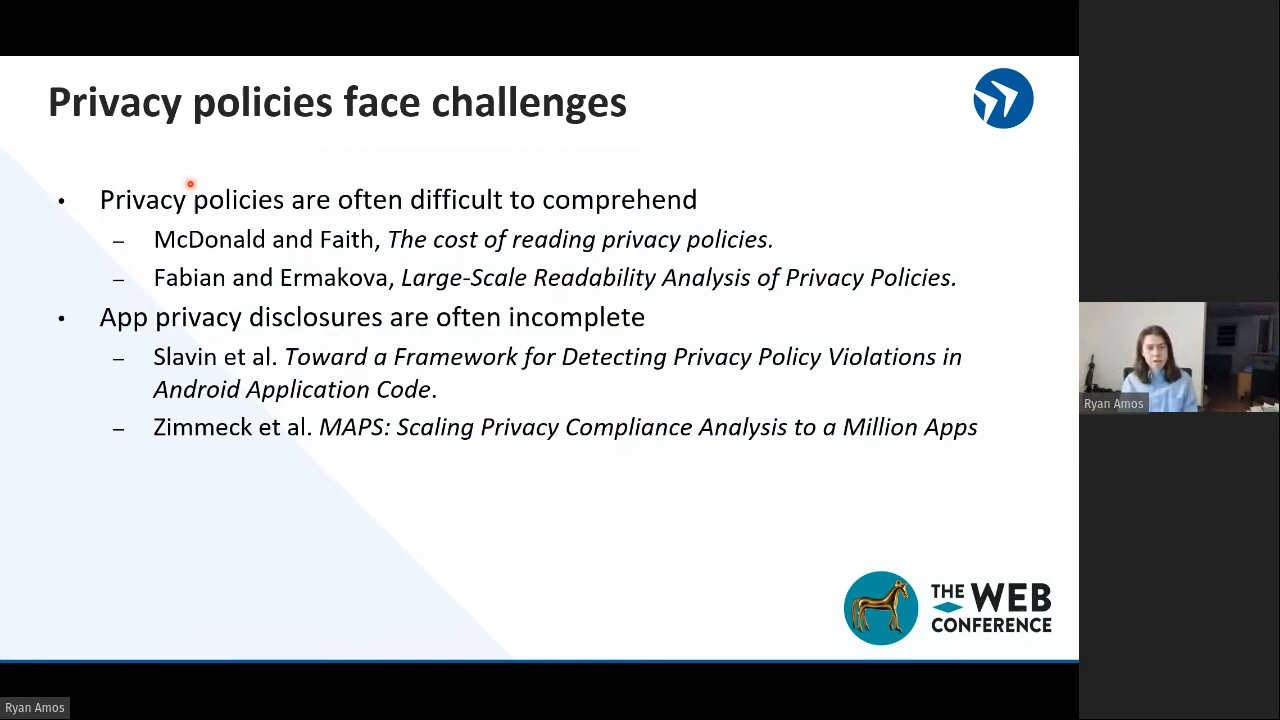 Privacy policies face challenges
• Privacy policies are often difficult to comprehend
– McDonald and Faith, The cost of reading privacy policies.
– Fabian and Ermakova, Large-Scale Readability Analysis of Privacy Policies.
• App privacy disclosures are often incomplete
– Slavin et al. Toward a Framework for Detecting Privacy Policy Violations in
Android Application Code.
– Zimmeck et al. MAPS: Scaling Privacy Compliance Analysis to a Million Apps
THE WEB
CONFERENCE
Ryan Amos
Ryan Amos